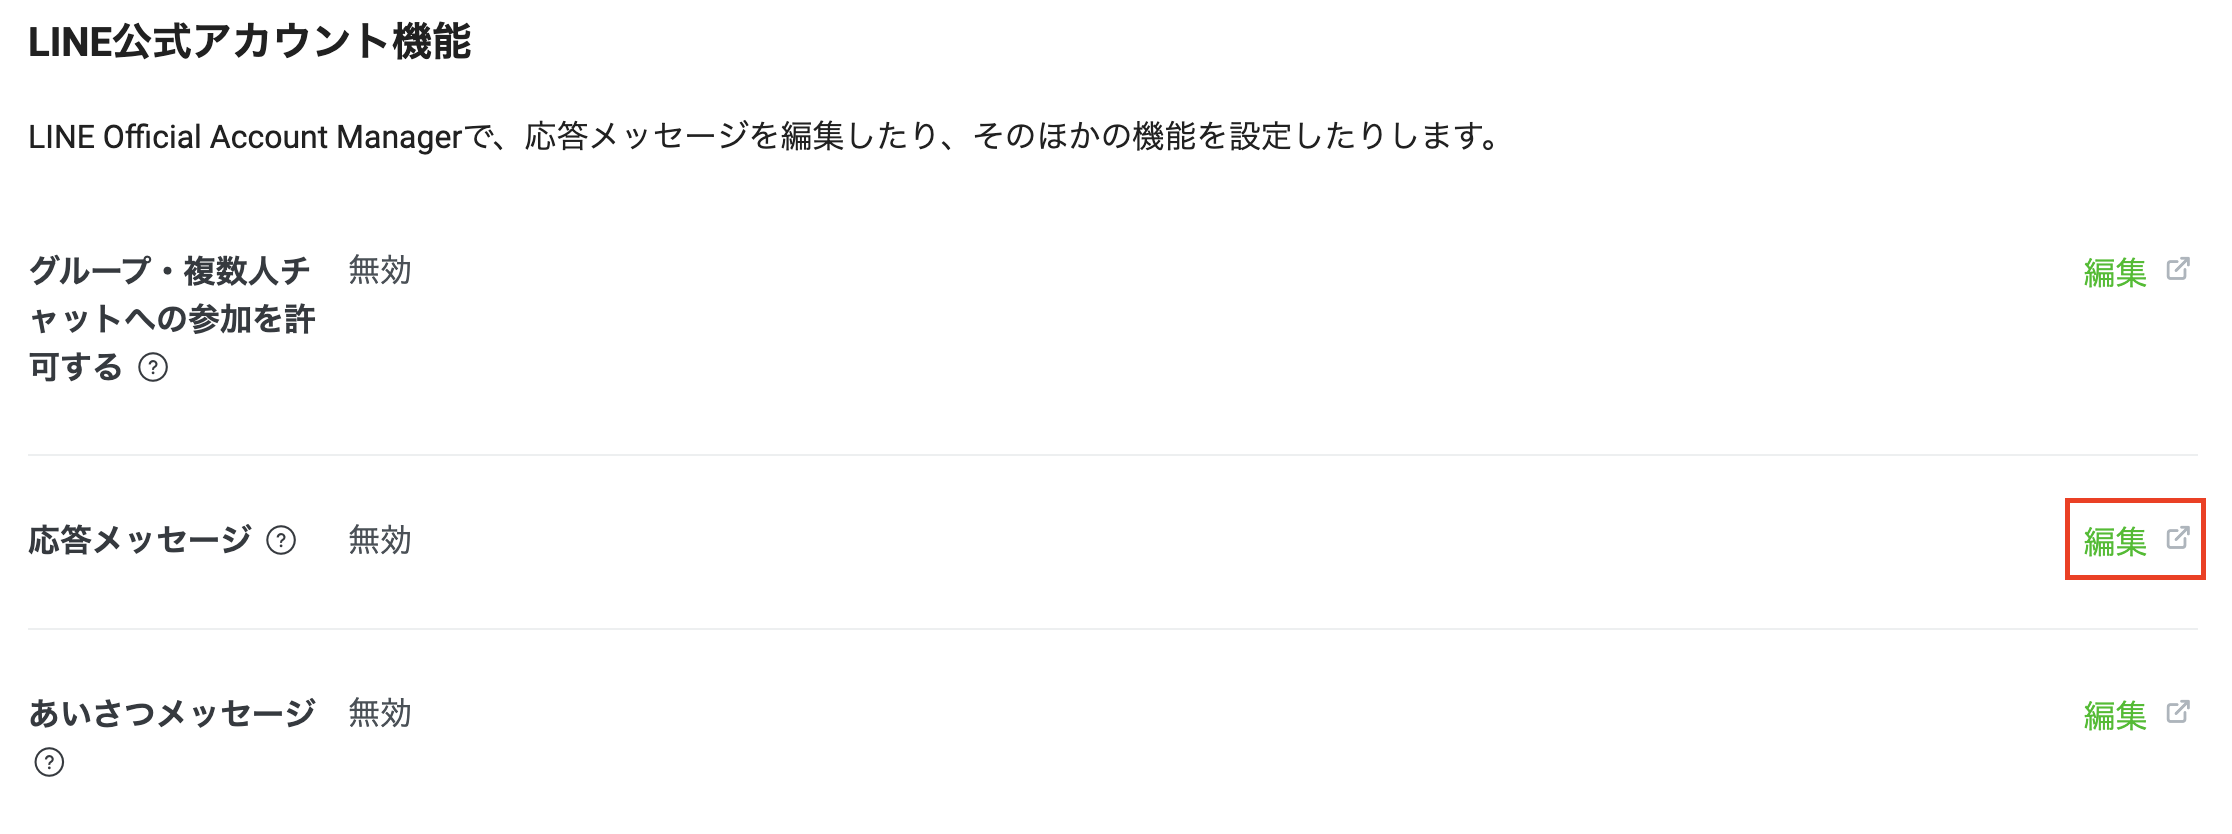 LINE公式アカウント機能
LINE Official Account Managerで、応答メッセージを編集したり、そのほかの機能を設定したりします。
グループ・複数人チ
ャットへの参加を許
可する ?
無効
編集
応答メッセージ ?
無効
編集
あいさつメッセージ
?
無効
編集